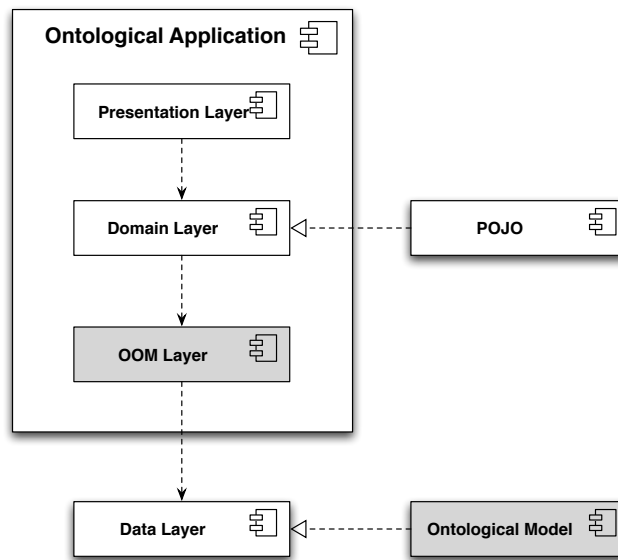 Ontological Application
Presentation Layer
Domain Layer
POJO
OOM Layer
Data Layer
Ontological Model